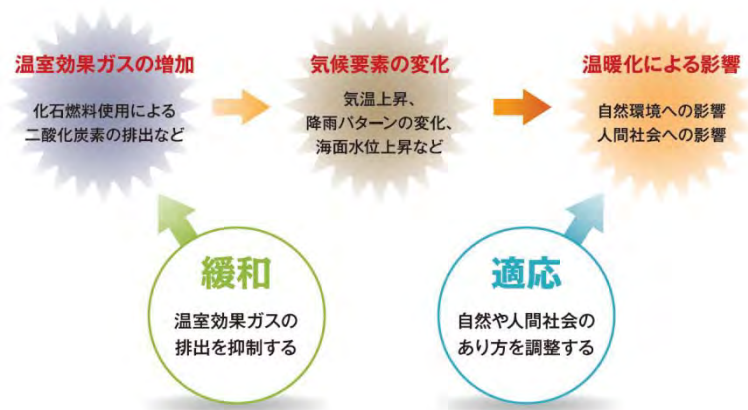 温室効果ガスの増加
化石燃料使用による
二酸化炭素の排出など
気候要素の変化
気温上昇、
降雨パターンの変化、
海面水位上昇など
温暖化による影響
自然環境への影響
人間社会への影響
緩和
温室効果ガスの
排出を抑制する
適応
自然や人間社会の
あり方を調整する